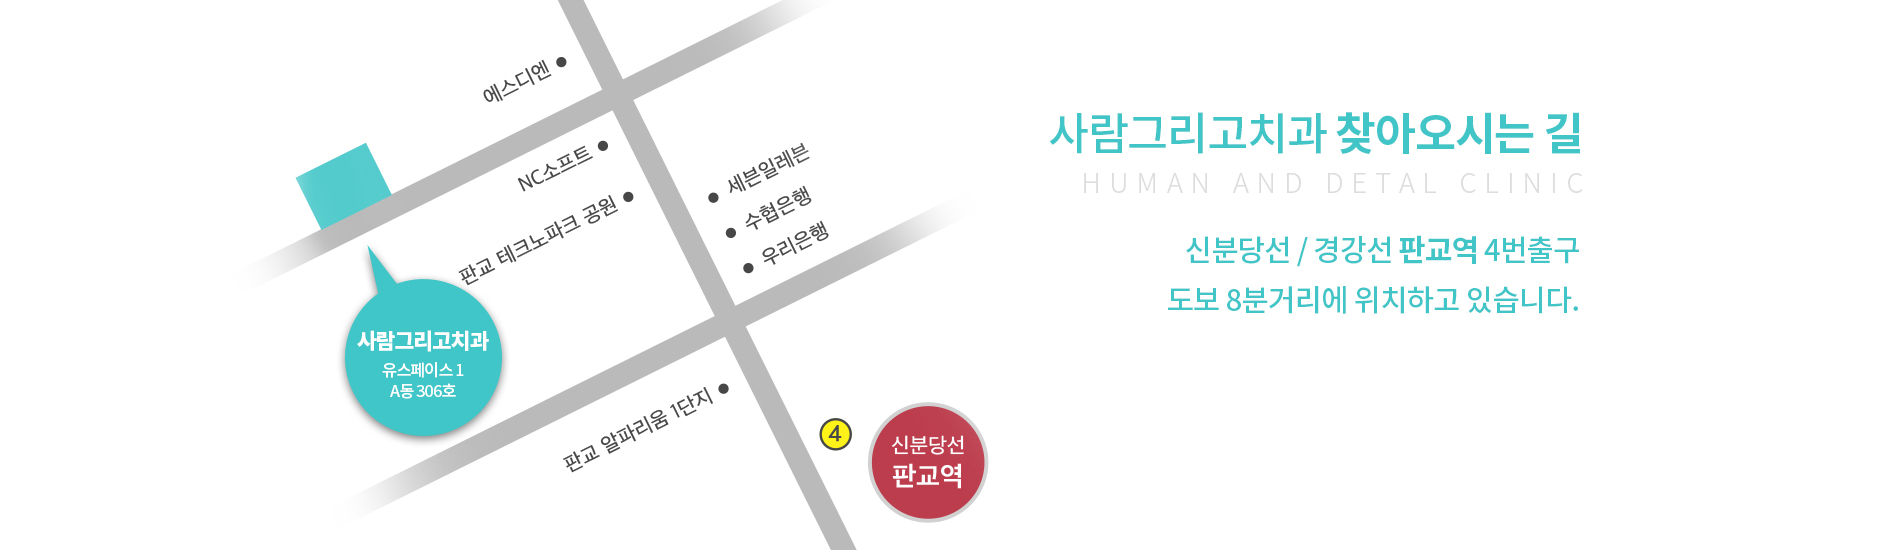 에스디엔
NC소프트
판교 테크노파크 공원
세븐일레븐
수협은행
우리은행
사람그리고치과
유스페이스 1
A동 306호
판교 알파리움 1단지
4
신분당선
판교역
사람그리고치과 찾아오시는 길
HUMAN AND DETAL CLINIC
신분당선 / 경강선 판교역 4번출구
도보 8분거리에 위치하고 있습니다.